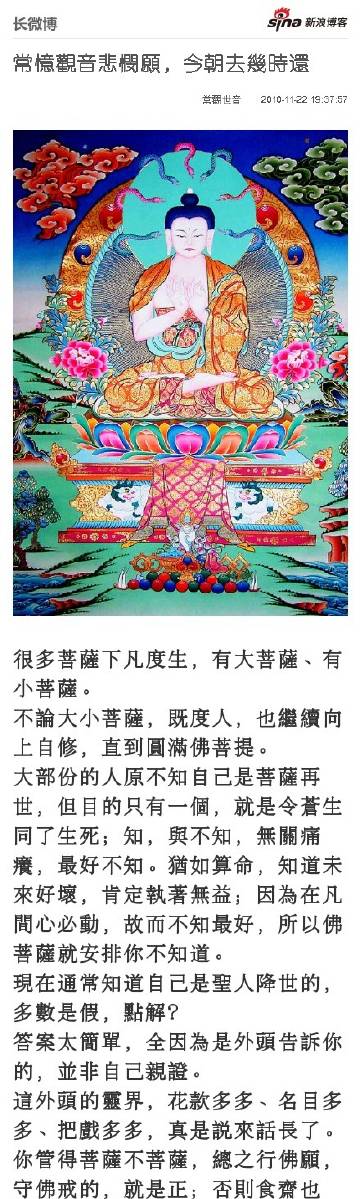 长微博
sina 新浪博客
常憶觀音悲憫願，今朝去幾時還
2010-11-22 19:37:57
很多菩薩下凡度生，有大菩薩、有
小菩薩。
不論大小菩薩，既度人，也繼續向
上自修，直到圓滿佛菩提。
大部份的人原不知自己是菩薩再
世，但目的只有一個，就是令蒼生
同了生死；知，與不知，無關痛
癢，最好不知。猶如算命，知道未
來好壞，肯定執著無益；因為在凡
間心必動，故而不知最好，所以佛
菩薩就安排你不知道。
現在通常知道自己是聖人降世的，
多數是假，點解？
答案太簡單，全因為是外頭告訴你
的，並非自己親證。
這外頭的靈界，花款多多、名目多
多、把戲多多，真是說來話長了。
你管得菩薩不菩薩，總之行佛願，
守佛戒的，就是正；否則食齋也